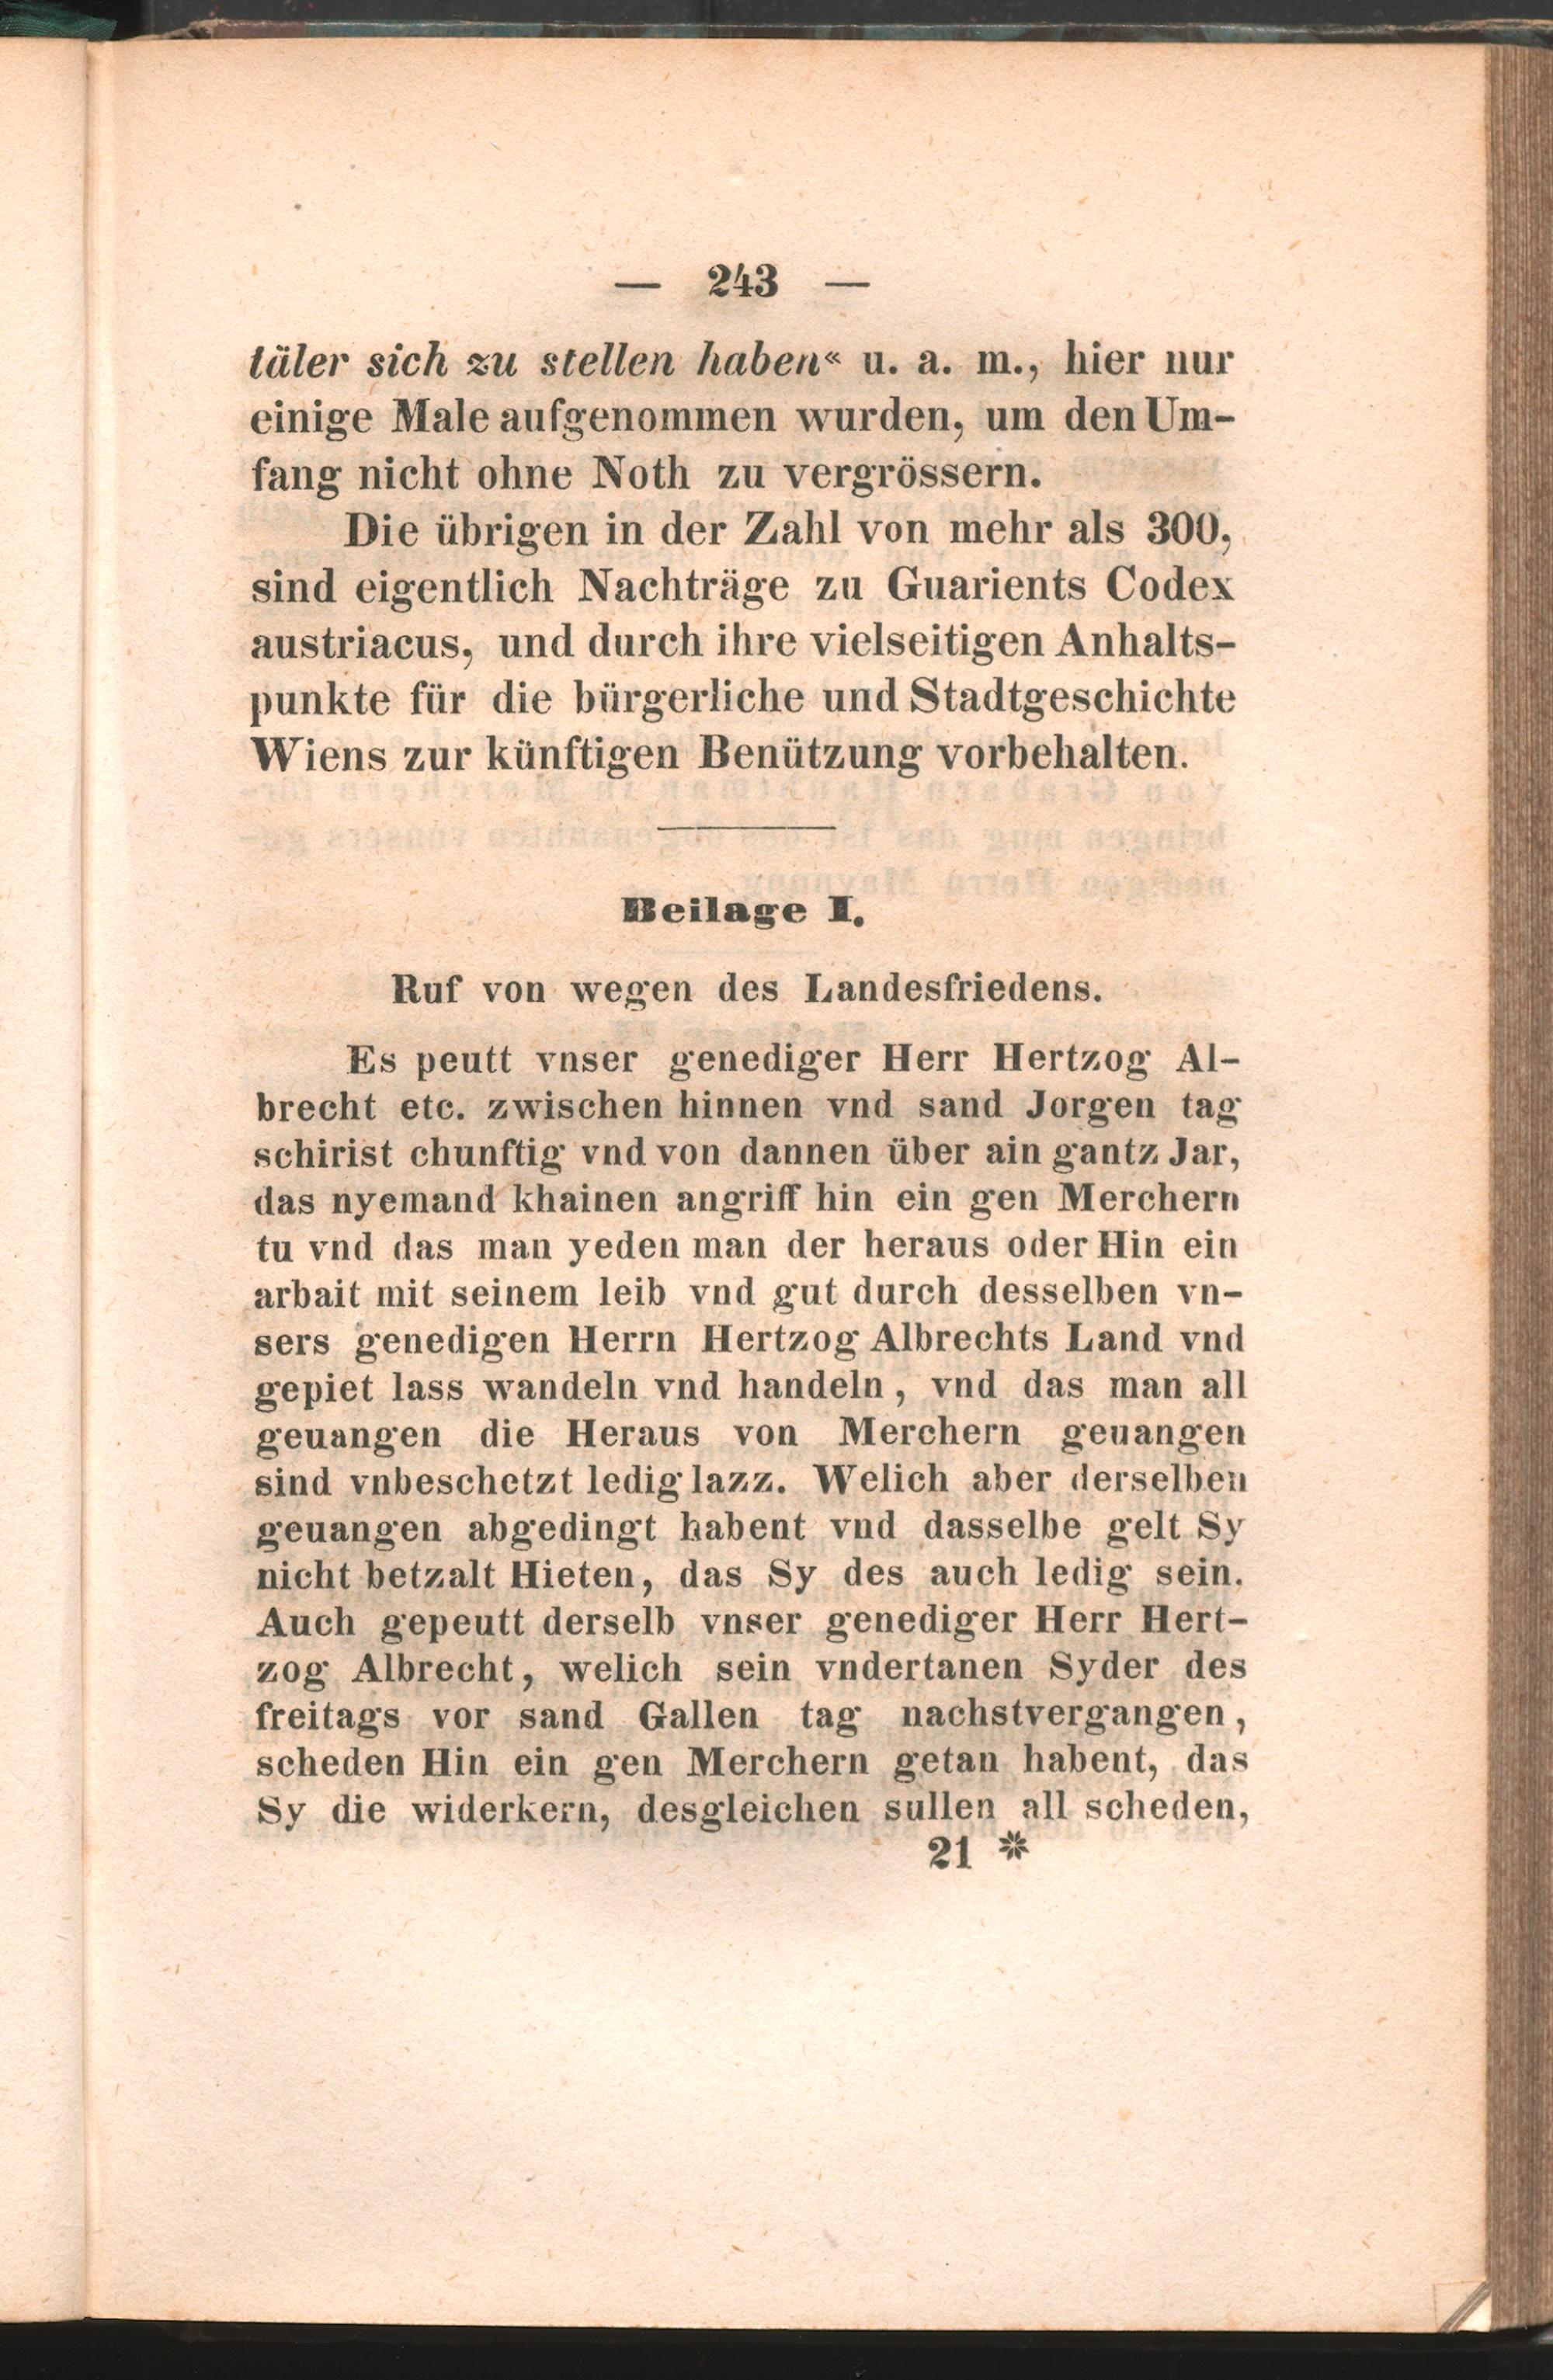 — 243 —
täler sich zu stellen haben« u. a. m., hier nur
einige Male aufgenommen wurden, um den Um-
fang nicht ohne Noth zu vergrössern.
Die übrigen in der Zahl von mehr als 300,
sind eigentlich Nachträge zu Guarients Codex
austriacus, und durch ihre vielseitigen Anhalts-
punkte für die bürgerliche und Stadtgeschichte
Wiens zur künftigen Benützung vorbehalten.
Beilage I.
Ruf von wegen des Landesfriedens.
Es peutt vnser genediger Herr Hertzog Al-
brecht etc. zwischen hinnen vnd sand Jorgen tag
schirist chunftig vnd von dannen über ain gantz Jar,
das nyemand khainen angriff hin ein gen Merchern
tu vnd das man yeden man der heraus oder Hin ein
arbait mit seinem leib vnd gut durch desselben vn-
sers genedigen Herrn Hertzog Albrechts Land vnd
gepiet lass wandeln vnd handeln, vnd das man all
geuangen die Heraus von Merchern geuangen
sind vnbeschetzt ledig lazz. Welich aber derselben
geuangen abgedingt habent vnd dasselbe gelt Sy
nicht betzalt Hieten, das Sy des auch ledig sein.
Auch gepeutt derselb vnser genediger Herr Hert-
zog Albrecht, welich sein vndertanen Syder des
freitags vor sand Gallen tag nachstvergangen,
scheden Hin ein gen Merchern getan habent, das
Sy die widerkern, desgleichen sullen all scheden,
21 *